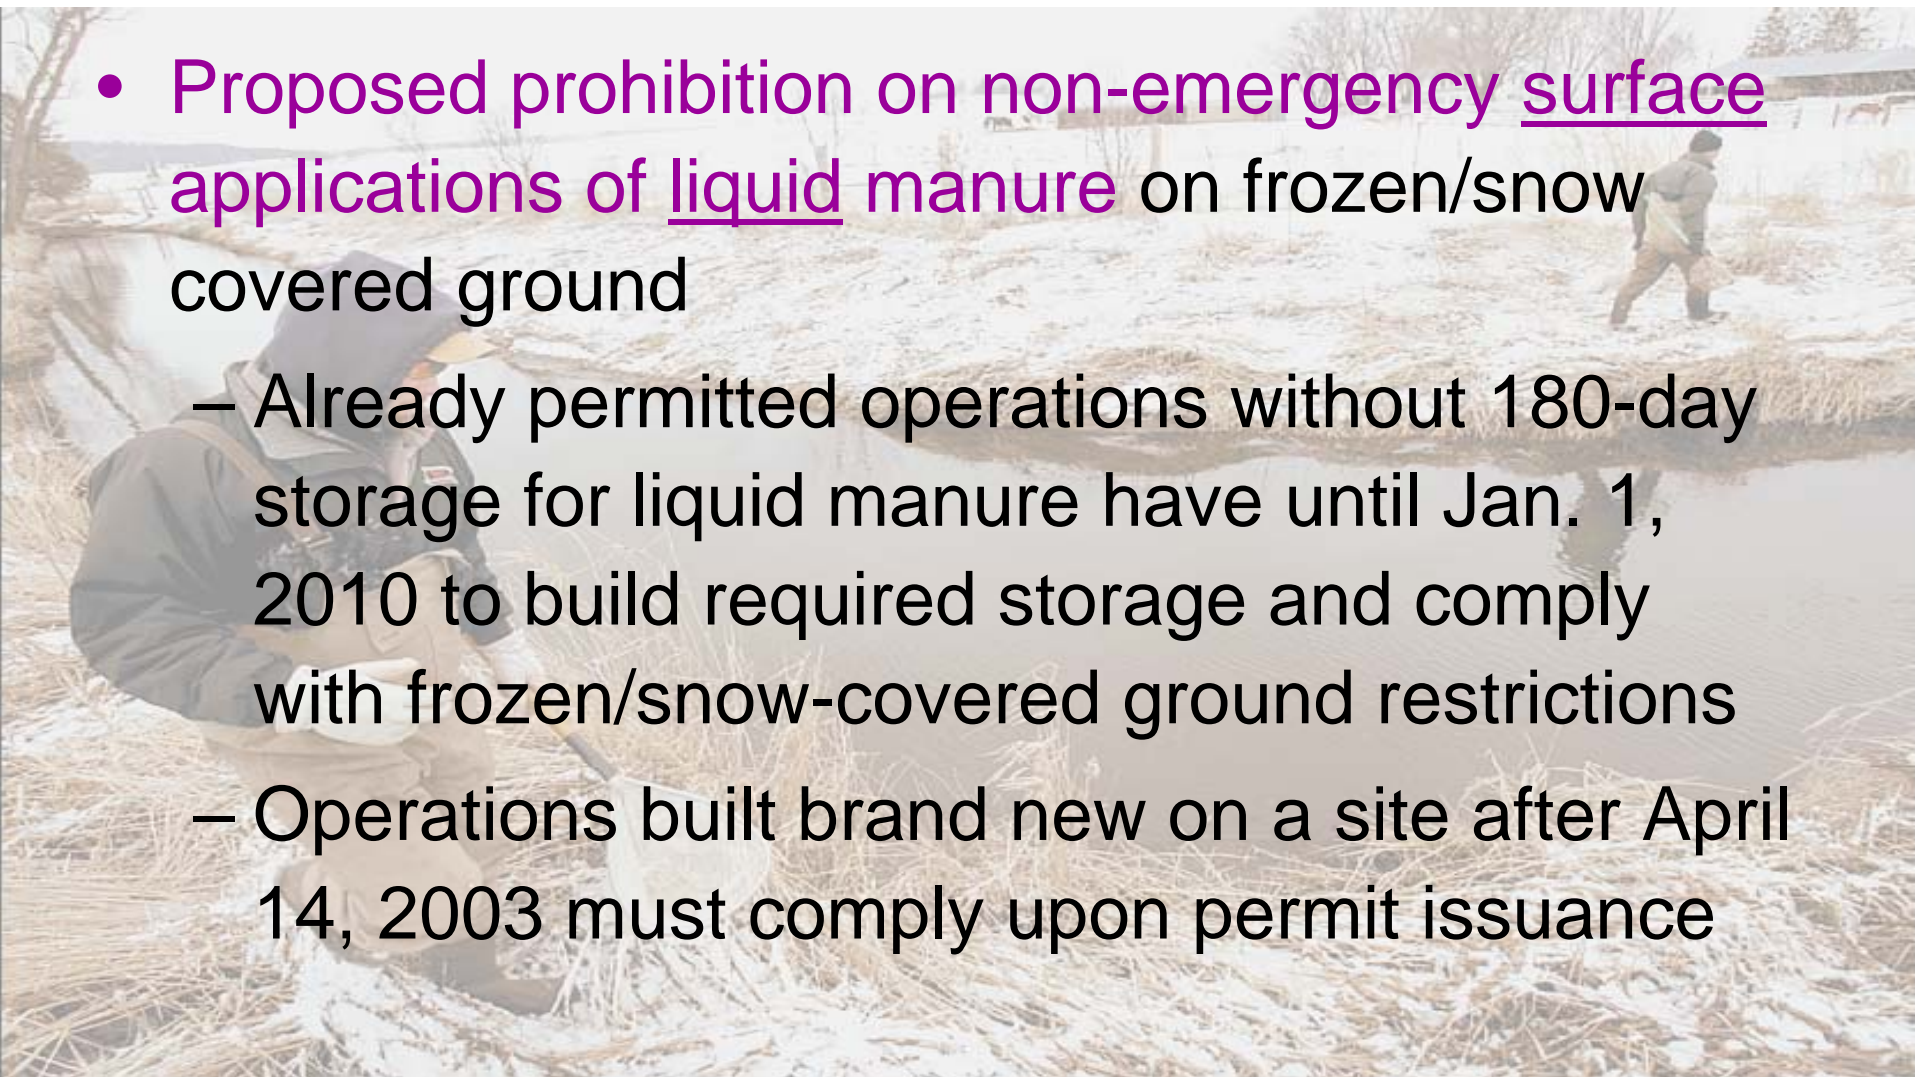 • Proposed prohibition on non-emergency surface
applications of liquid manure on frozen/snow
covered ground
– Already permitted operations without 180-day
storage for liquid manure have until Jan. 1,
2010 to build required storage and comply
with frozen/snow-covered ground restrictions
– Operations built brand new on a site after April
14, 2003 must comply upon permit issuance